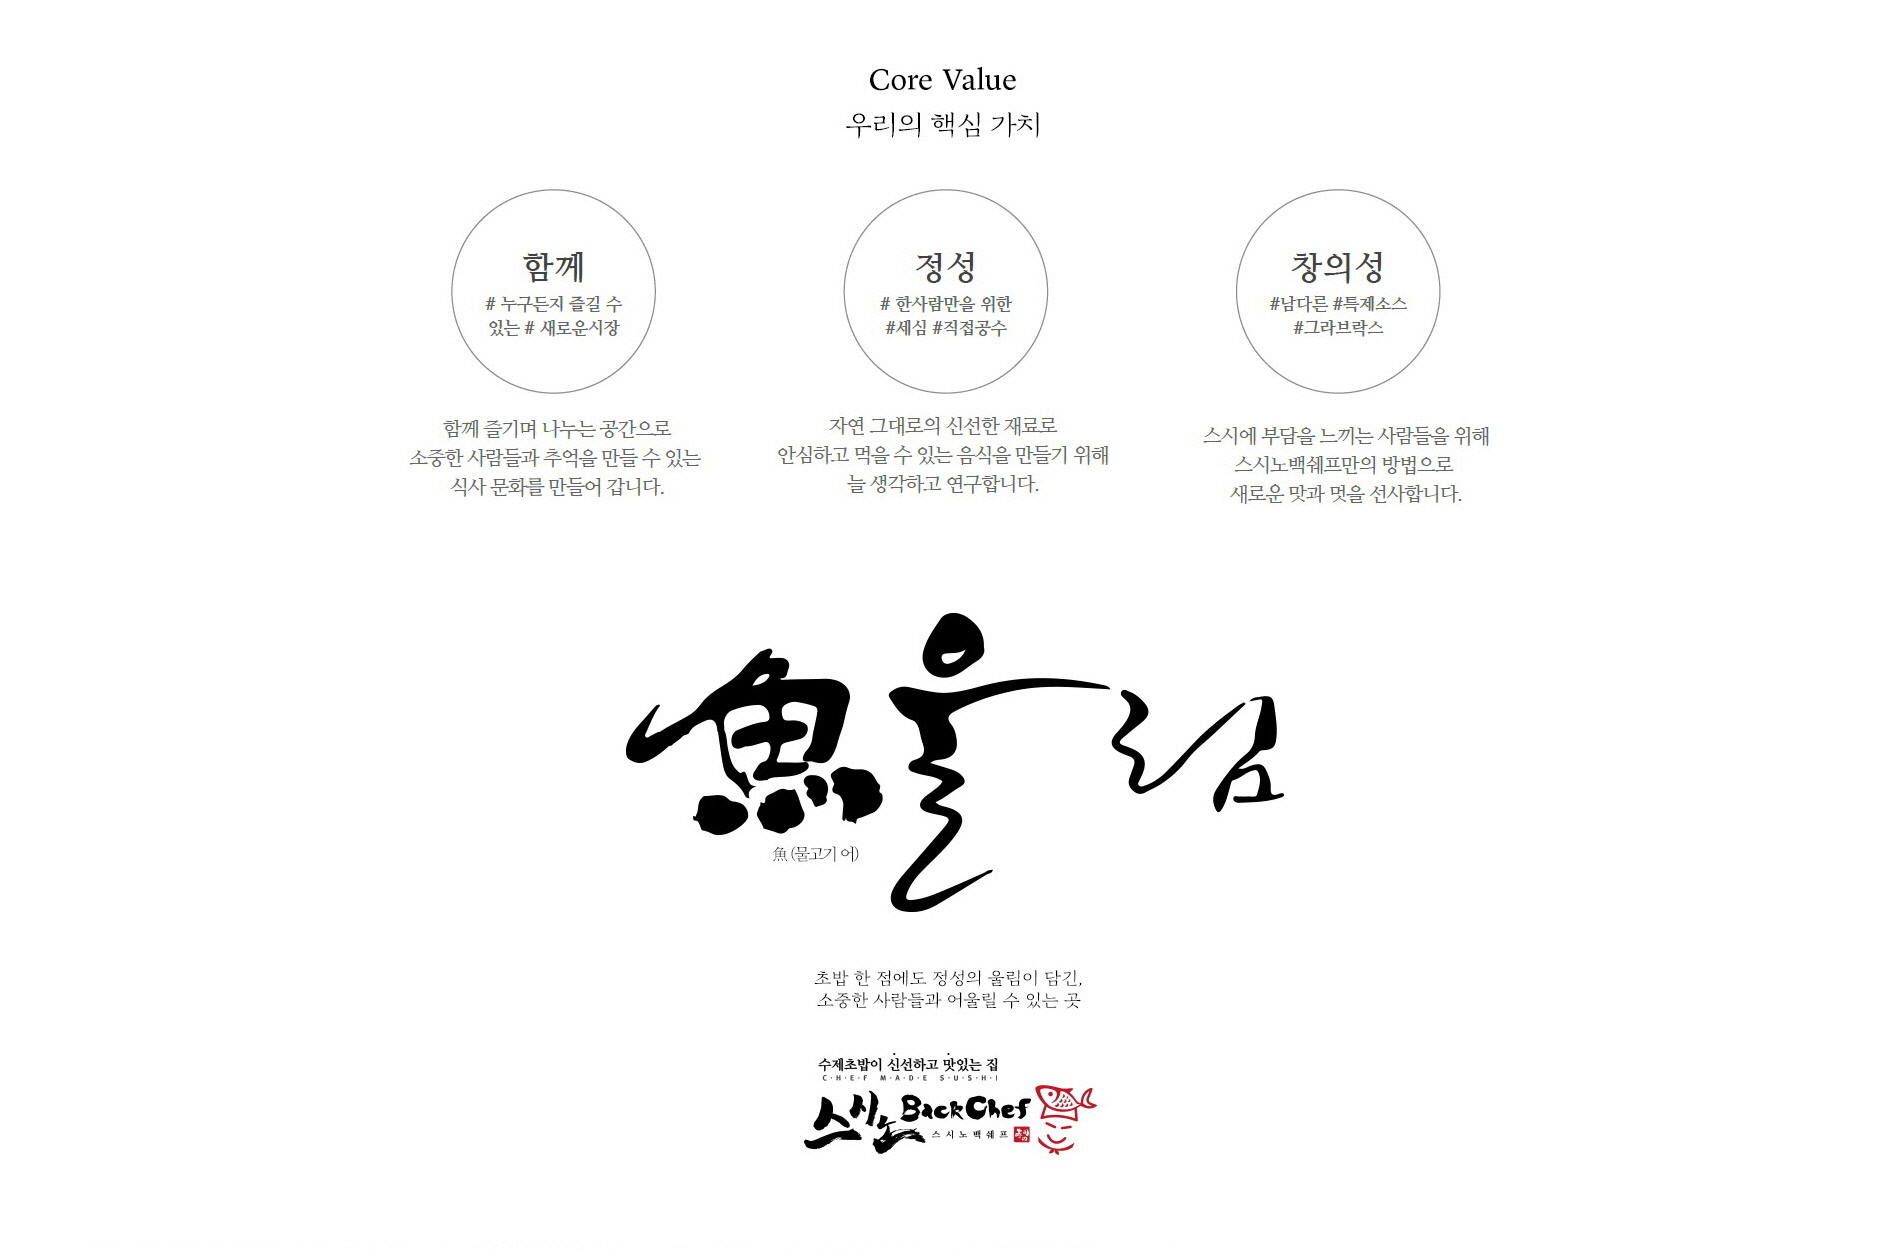 Core Value
우리의 핵심 가치
함께
# 누구든지 즐길 수
있는 # 새로운시장
함께 즐기며 나누는 공간으로
소중한 사람들과 추억을 만들 수 있는
식사 문화를 만들어 갑니다.
정성
# 한사람만을 위한
#세심 #직접공수
자연 그대로의 신선한 재료로
안심하고 먹을 수 있는 음식을 만들기 위해
늘 생각하고 연구합니다.
창의성
#남다른 #특제소스
#그라브락스
스시에 부담을 느끼는 사람들을 위해
스시노백쉐프만의 방법으로
새로운 맛과 멋을 선사합니다.
魚울림
魚 (물고기 어)
초밥 한 점에도 정성의 울림이 담긴,
소중한 사람들과 어울릴 수 있는 곳
수제초밥이 신선하고 맛있는 집
C·H·E·F M·A·D·E S·U·S·H·I
스시노 BackChef
스시노백쉐프